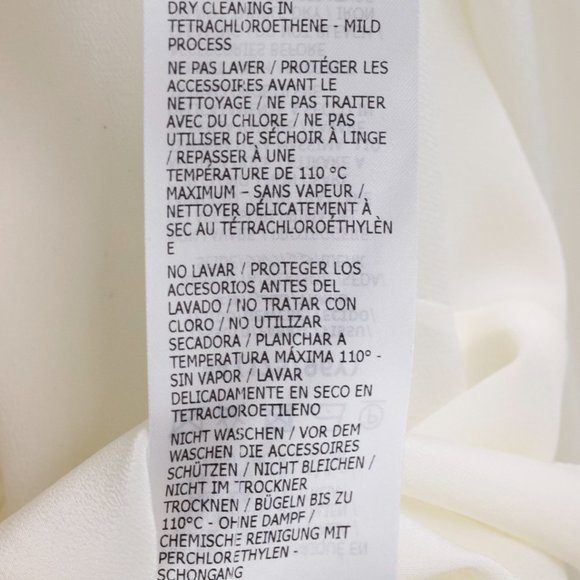 DRY CLEANING IN
TETRACHLOROETHENE - MILD
PROCESS
NE PAS LAVER / PROTÉGER LES
ACCESSOIRES AVANT LE
NETTOYAGE / NE PAS TRAITER
AVEC DU CHLORE / NE PAS
UTILISER DE SÉCHOIR À LINGE
/ REPASSER À UNE
TEMPÉRATURE DE 110 °C
MAXIMUM – SANS VAPEUR /
NETTOYER DÉLICATEMENT À
SEC AU TÉTRACHLOROÉTHYLÈN
E
NO LAVAR / PROTEGER LOS
ACCESORIOS ANTES DEL
LAVADO / NO TRATAR CON
CLORO / NO UTILIZAR
SECADORA / PLANCHAR A
TEMPERATURA MÁXIMA 110° -
SIN VAPOR / LAVAR
DELICADAMENTE EN SECO EN
TETRACLOROETILENO
NICHT WASCHEN / VOR DEM
WASCHEN DIE ACCESSOIRES
SCHÜTZEN / NICHT BLEICHEN /
NICHT IM TROCKNER
TROCKNEN / BÜGELN BIS ZU
110°C - OHNE DAMPF /
CHEMISCHE REINIGUNG MIT
PERCHLORETHYLEN -
SCHONGANG